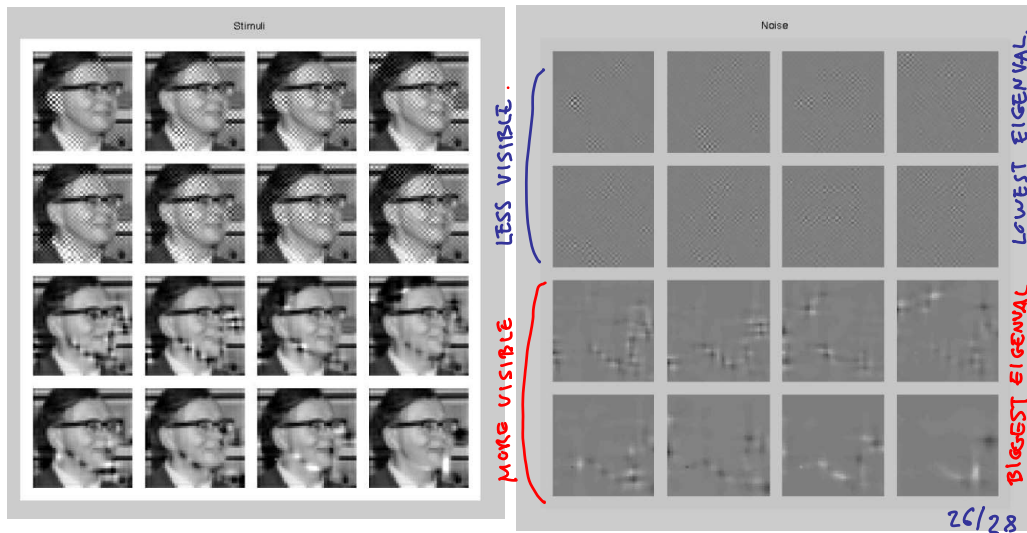 Stimuli
Noise
LESS VISIBLE.
LOWEST EIGENVAL.
MORE VISIBLE
BIGGEST EIGENVAL
26/28